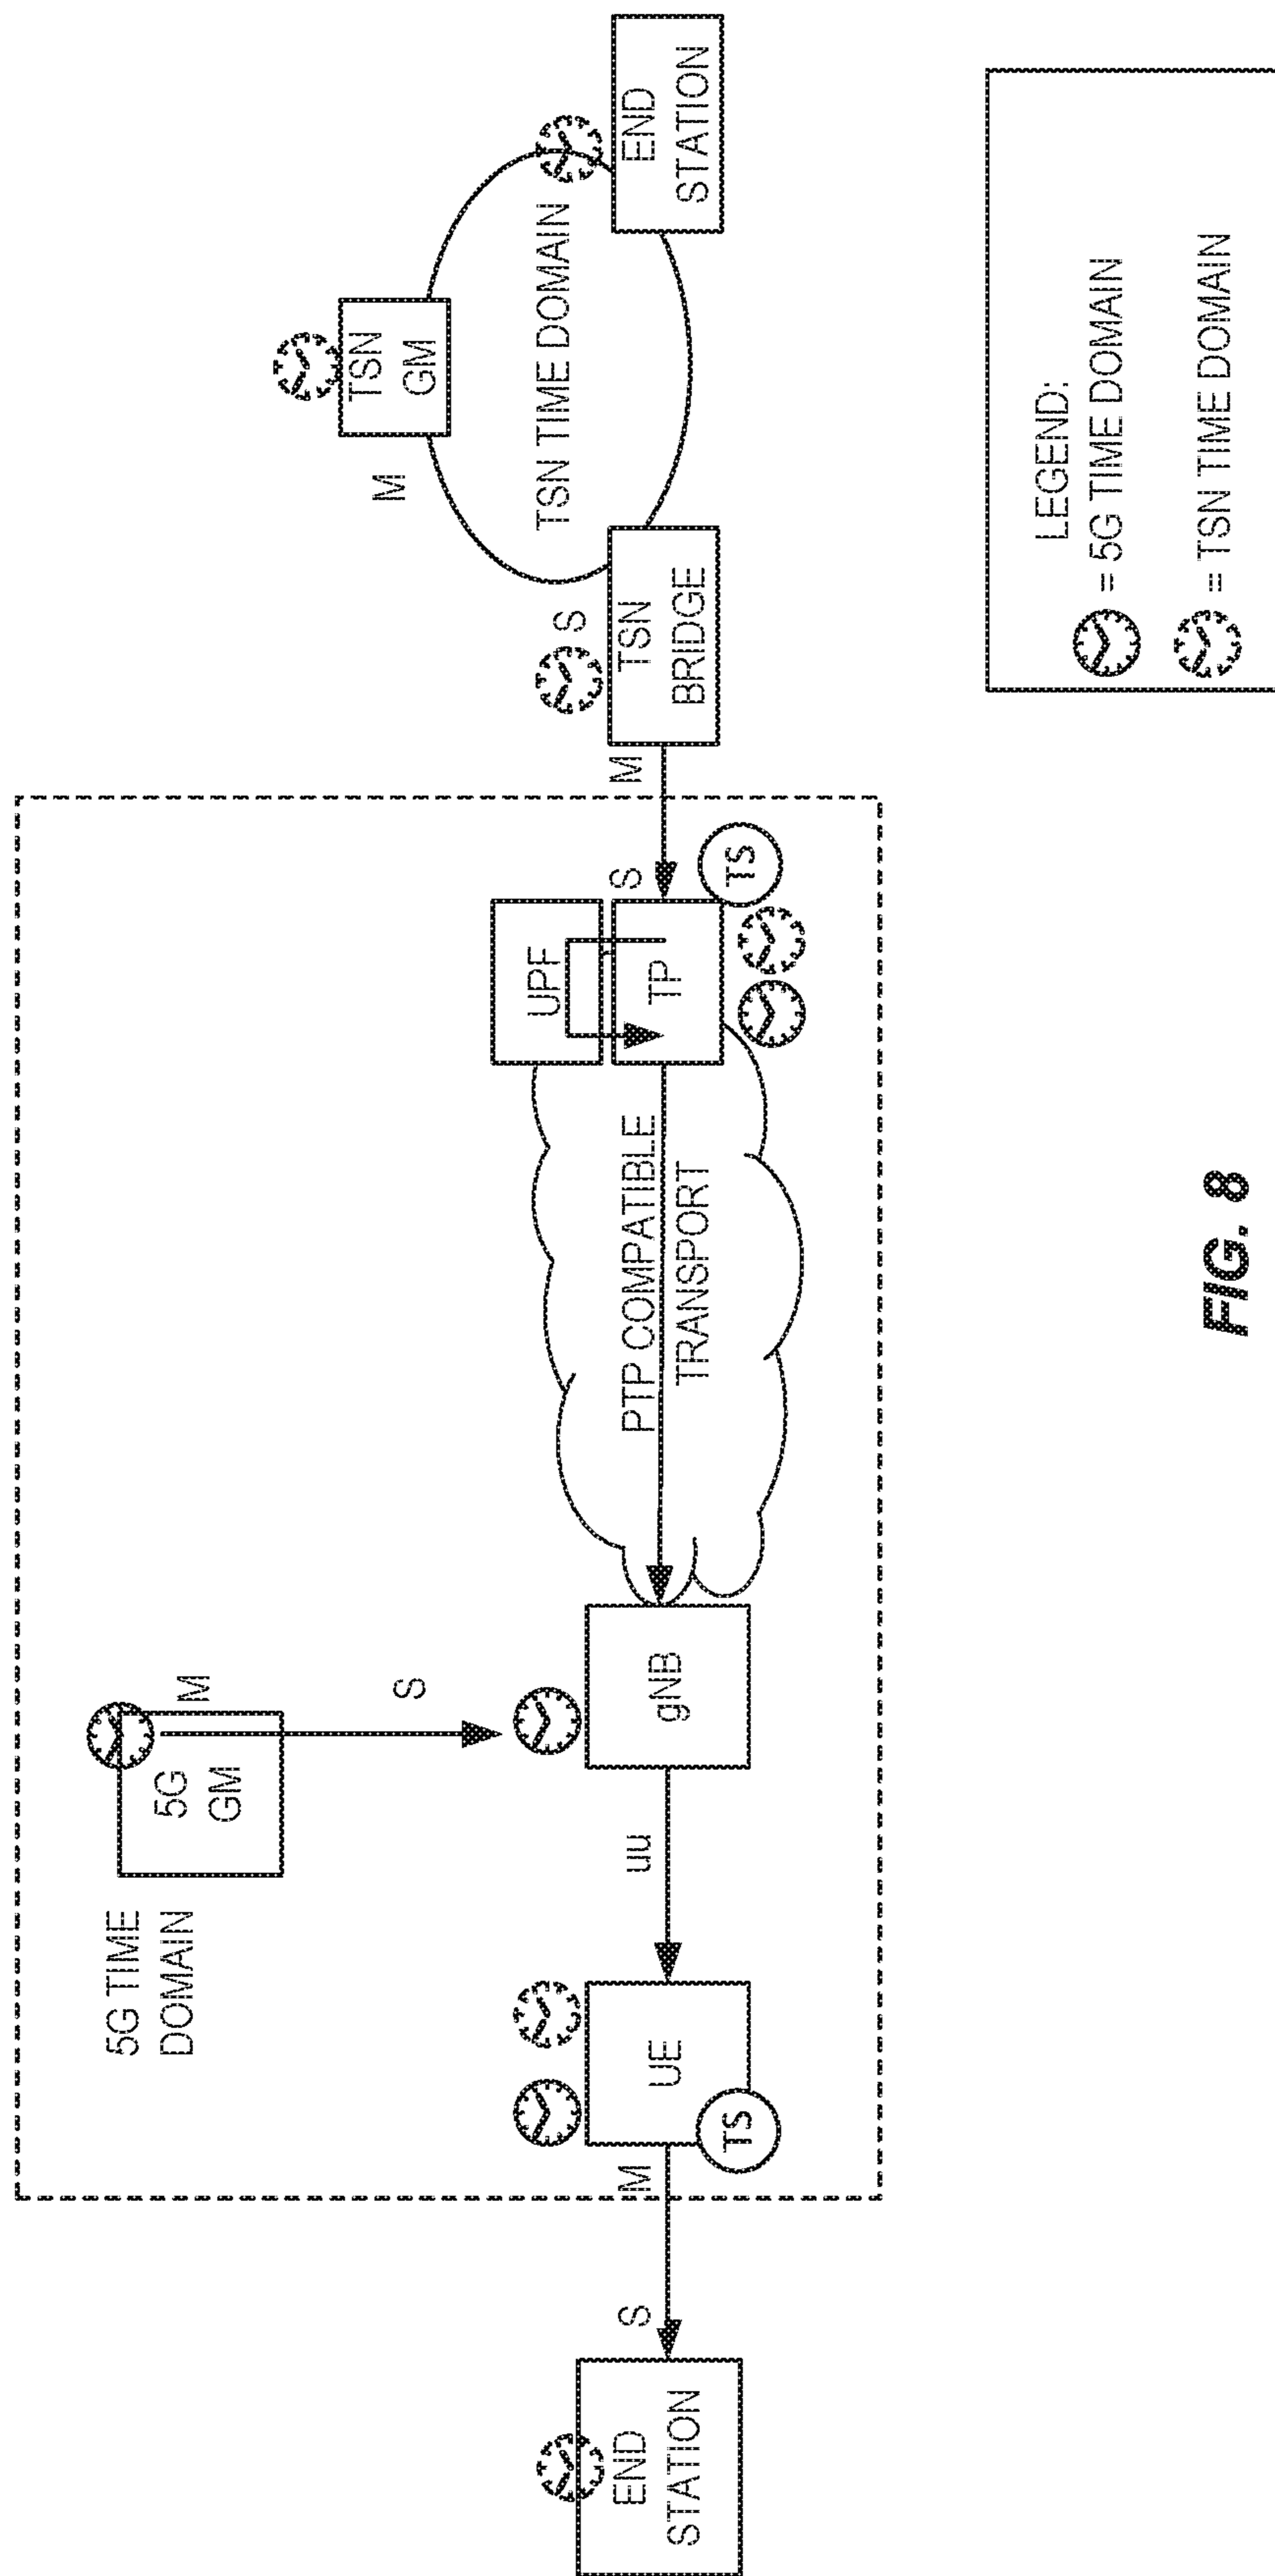 5G TIME
DOMAIN
5G
GM
M
S
END
STATION
S
M
UE
TS
uu
gNB
PTP COMPATIBLE
TRANSPORT
UPF
TP
S
TS
M
TSN
BRIDGE
S
M
TSN
GM
TSN TIME DOMAIN
END
STATION
LEGEND:
= 5G TIME DOMAIN
= TSN TIME DOMAIN
FIG. 8